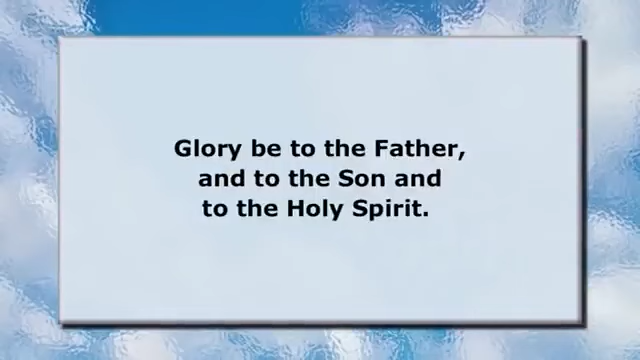 Glory be to the Father,
and to the Son and
to the Holy Spirit.